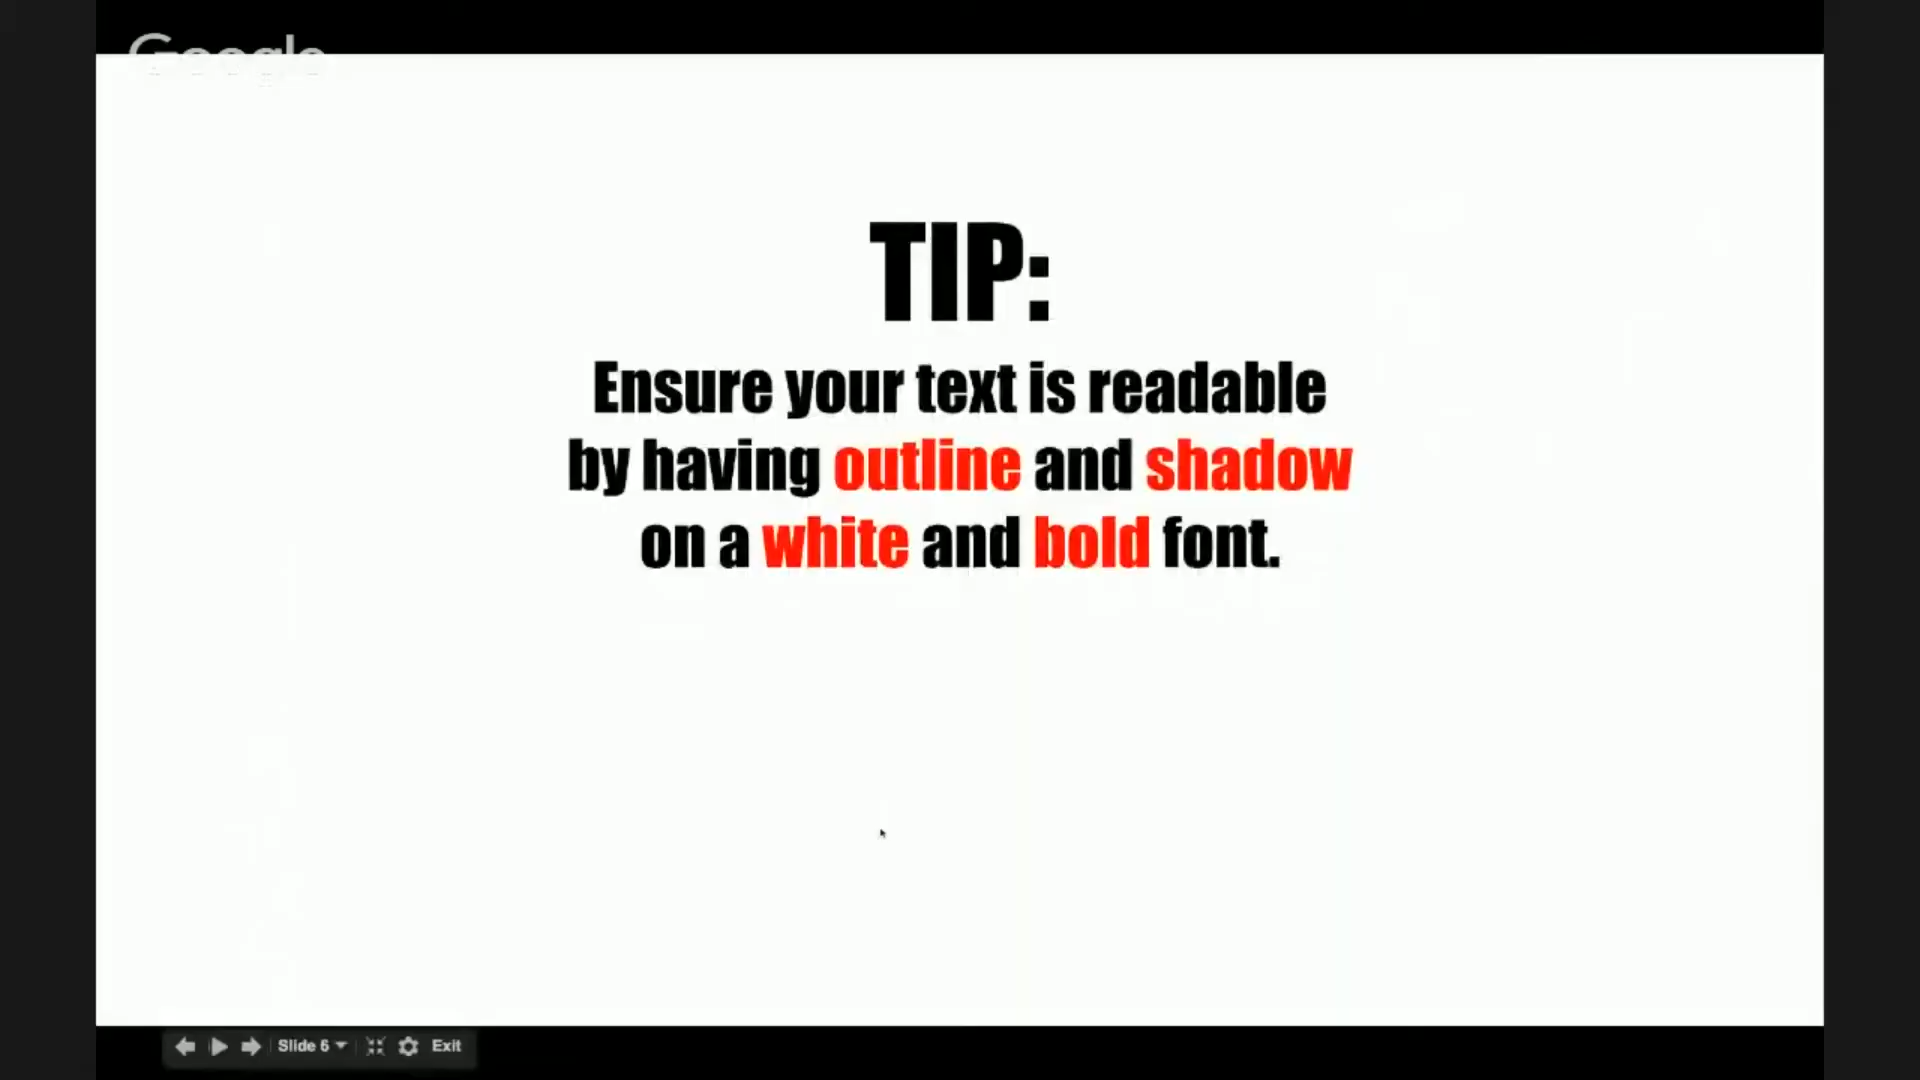 Google
TIP:
Ensure your text is readable
by having outline and shadow
on a white and bold font.
Slide 6
Exit